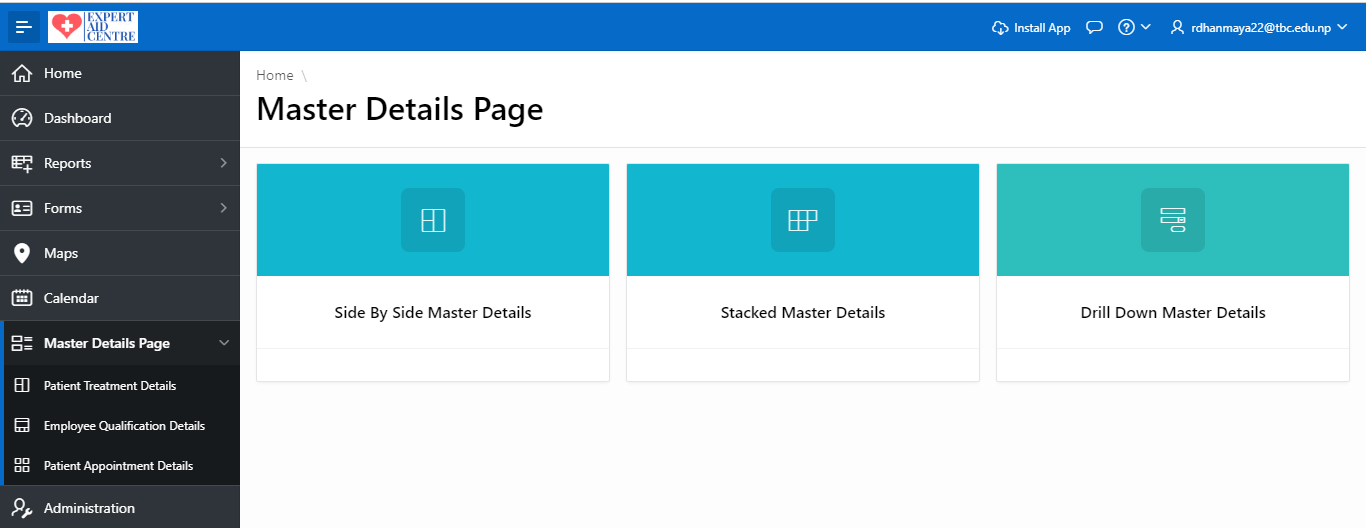 EXPERT
AID
CENTRE
Install App
rdhanmaya22@tbc.edu.np
Home
Dashboard
Reports
Forms
Maps
Calendar
Master Details Page
Patient Treatment Details
Employee Qualification Details
Patient Appointment Details
Administration
Home \
Master Details Page
Side By Side Master Details
Stacked Master Details
Drill Down Master Details